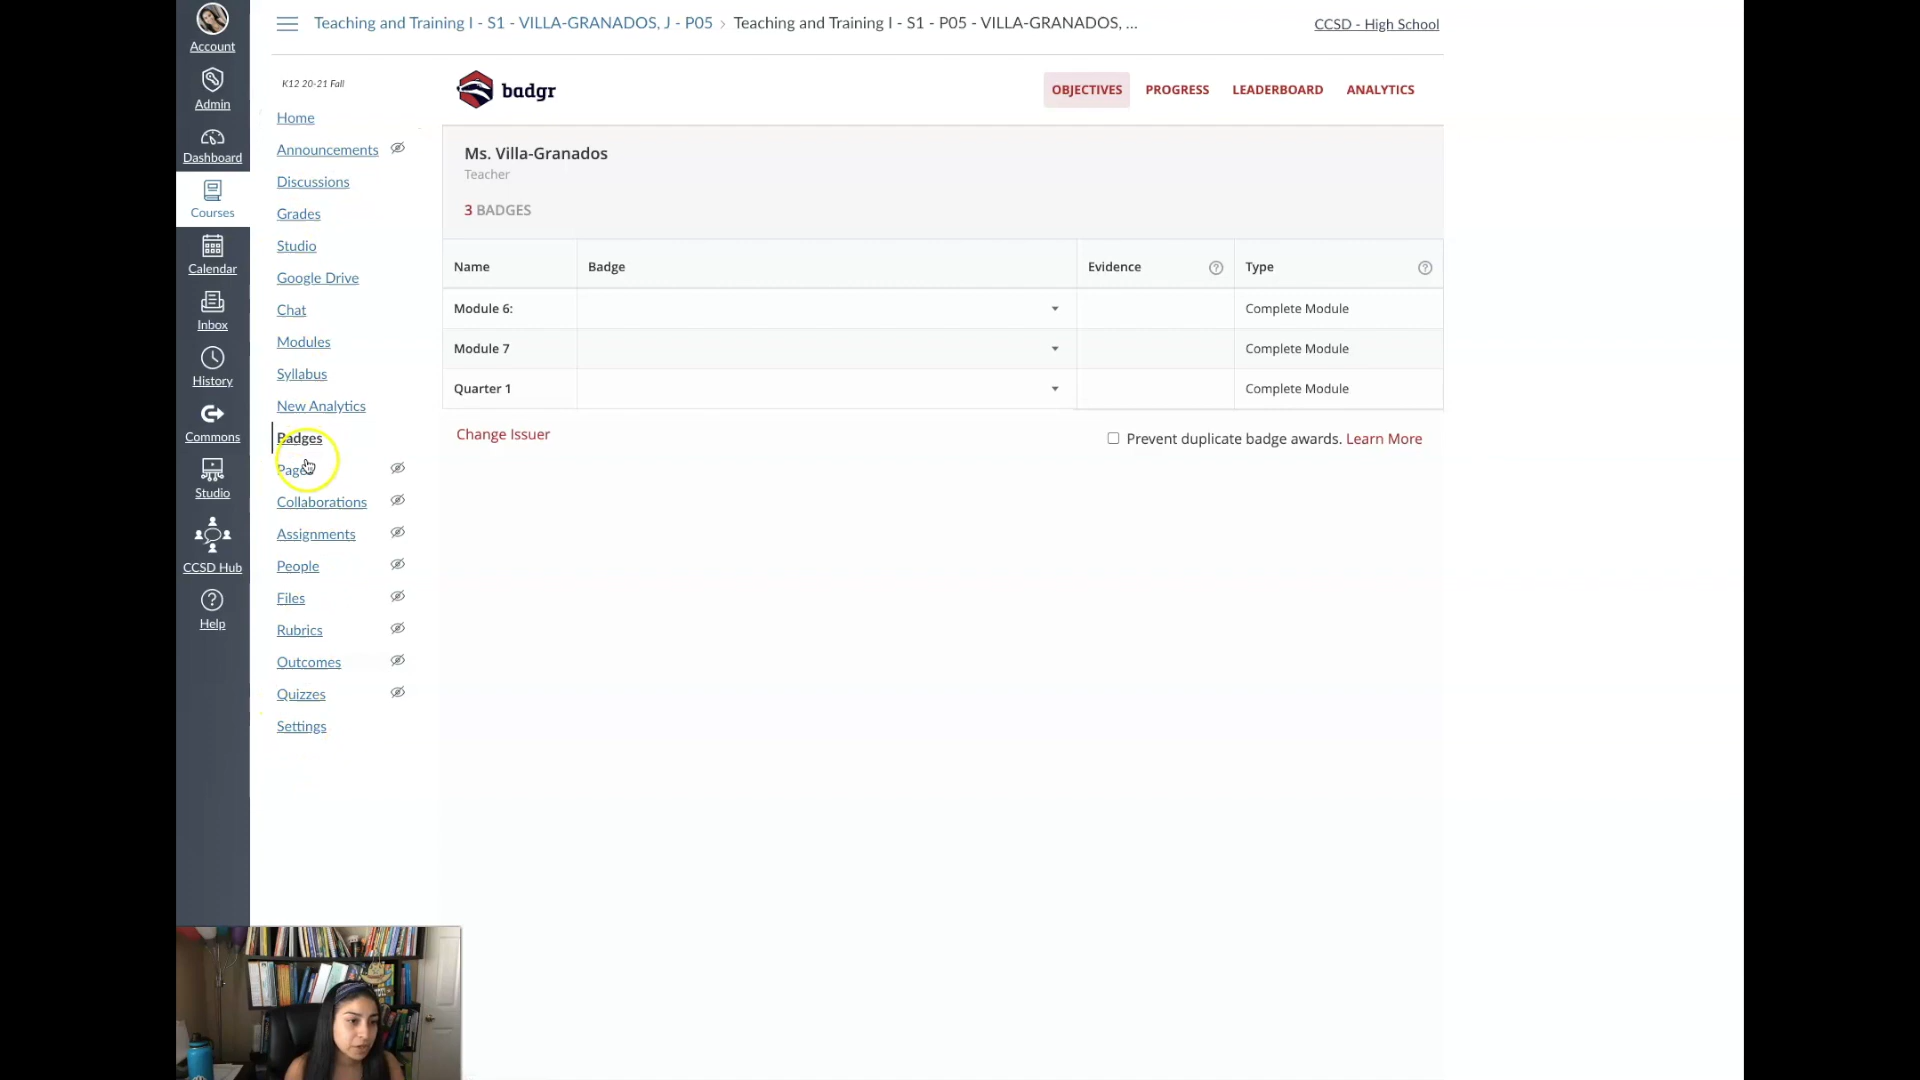 Account
Admin
Dashboard
Courses
Calendar
Inbox
History
Commons
Studio
CCSD Hub
Help
Teaching and Training I - S1 - VILLA-GRANADOS, J - P05 › Teaching and Training I - S1 - P05 - VILLA-GRANADOS, ...
CCSD - High School
K12 20-21 Fall
Home
Announcements
Discussions
Grades
Studio
Google Drive
Chat
Modules
Syllabus
New Analytics
Badges
Pages
Collaborations
Assignments
People
Files
Rubrics
Outcomes
Quizzes
Settings
badgr
OBJECTIVES PROGRESS LEADERBOARD ANALYTICS
Ms. Villa-Granados
Teacher
3 BADGES
Name Badge Evidence ? Type ?
Module 6: Complete Module
Module 7 Complete Module
Quarter 1 Complete Module
Change Issuer
Prevent duplicate badge awards. Learn More